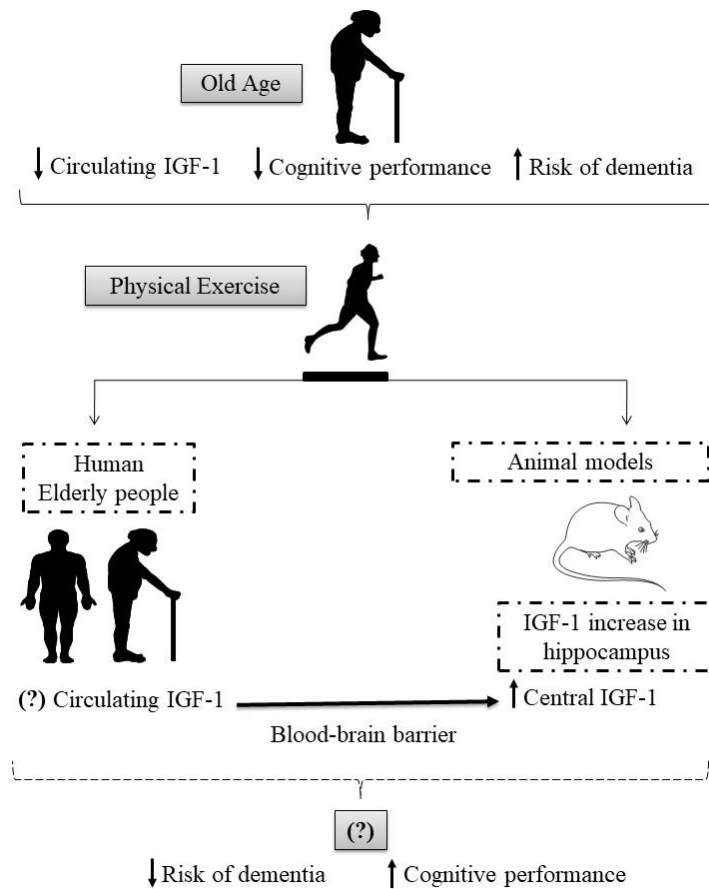 Old Age
↓ Circulating IGF-1 ↓ Cognitive performance ↑ Risk of dementia
Physical Exercise
Human
Elderly people
Animal models
IGF-1 increase in
hippocampus
(?) Circulating IGF-1
↑ Central IGF-1
Blood-brain barrier
(?)
↓ Risk of dementia ↑ Cognitive performance